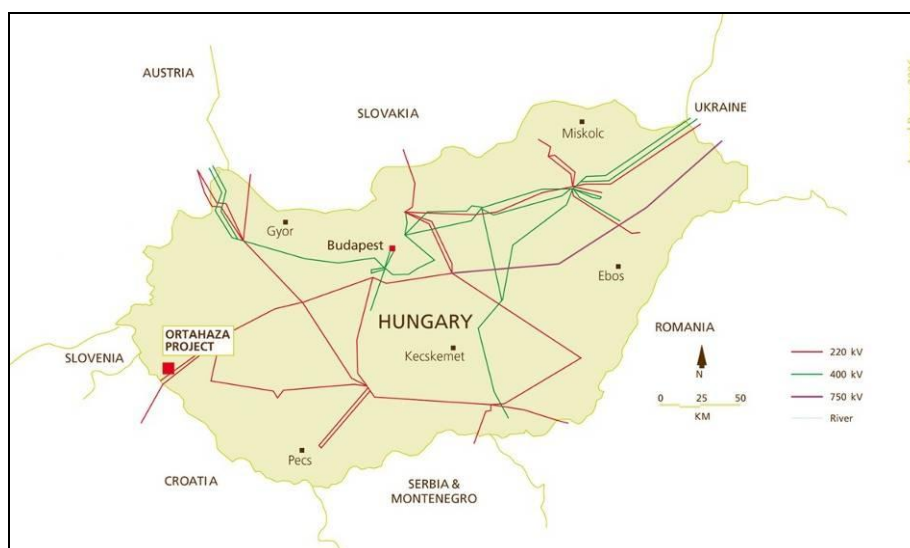 AUSTRIA
SLOVAKIA
UKRAINE
Miskolc
Gyor
Budapest
Ebos
HUNGARY
ORTAHAZA
PROJECT
Kecskemet
ROMANIA
SLOVENIA
N
0 25 50
KM
220 kV
400 kV
750 kV
River
Pecs
CROATIA
SERBIA &
MONTENEGRO